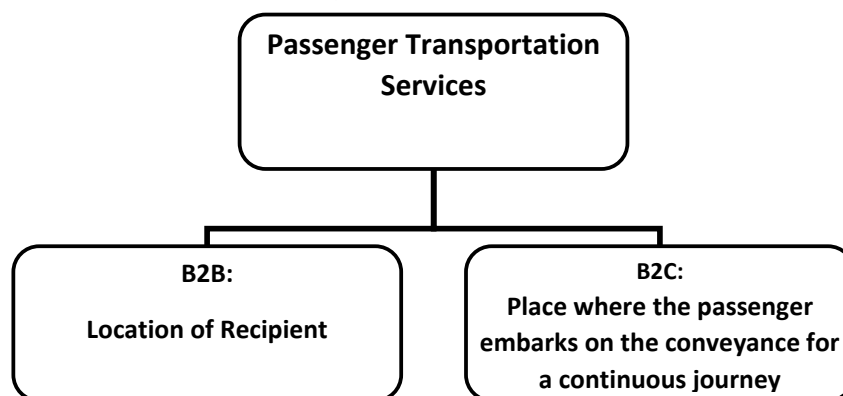 Passenger Transportation
Services
B2B:
Location of Recipient
B2C:
Place where the passenger
embarks on the conveyance for
a continuous journey